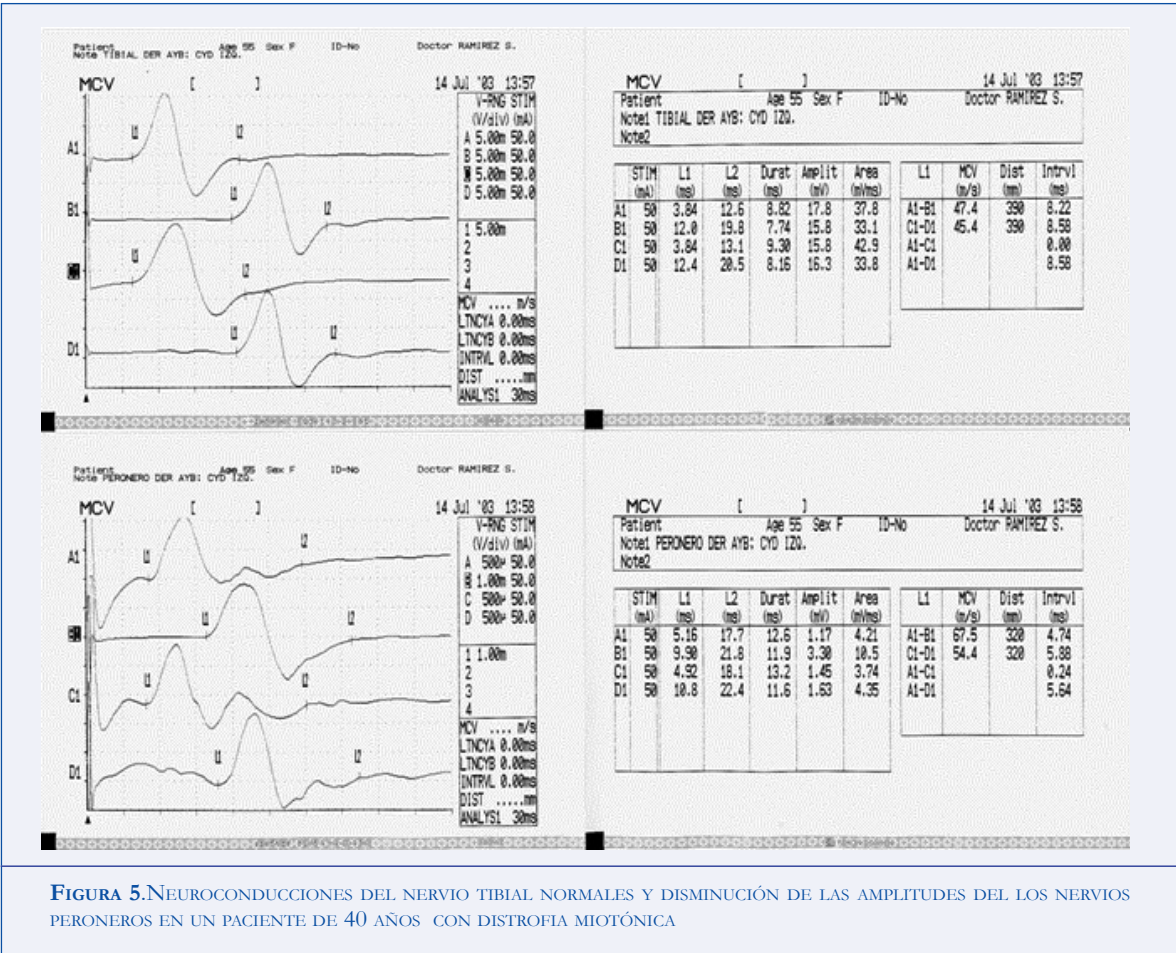 Patient Age 55 Sex F ID-No Doctor RAMIREZ S.
Note TIBIAL DER AYB: CYD IZQ.
MCV [ ] 14 Jul '03 13:57
V-RNG STIM
(V/div) (mA)
A 5.00m 50.0
B 5.00m 50.0
5.00m 50.0
D 5.00m 50.0
1 5.00m
2
3
4
MCV .... m/s
LTNCYA 0.00ms
LTNCYB 0.00ms
INTRVL 0.00ms
DIST .....mm
ANALYS1 30ms
A1 L1 L2
B1 L1 L2
L1 L2
D1 L1 L2
MCV [ ] 14 Jul '03 13:57
Patient Age 55 Sex F ID-No Doctor RAMIREZ S.
Note1 TIBIAL DER AYB: CYD IZQ.
Note2
STIM L1 L2 Durat Amplit Area
(mA) (ms) (ms) (ms) (mV) (mVms)
A1 50 3.84 12.6 8.82 17.8 37.8
B1 50 12.0 19.8 7.74 15.8 33.1
C1 50 3.84 13.1 9.30 15.8 42.9
D1 50 12.4 20.5 8.16 16.3 33.8
L1 MCV Dist Intrvl
(m/s) (mm) (ms)
A1-B1 47.4 390 8.22
C1-D1 45.4 390 8.58
A1-C1 0.00
A1-D1 8.58
Patient Age 55 Sex F ID-No Doctor RAMIREZ S.
Note PERONERO DER AYB: CYD IZQ.
MCV [ ] 14 Jul '03 13:58
V-RNG STIM
(V/div) (mA)
A 500µ 50.0
B 1.00m 50.0
C 500µ 50.0
D 500µ 50.0
1 1.00m
2
3
4
MCV .... m/s
LTNCYA 0.00ms
LTNCYB 0.00ms
INTRVL 0.00ms
DIST .....mm
ANALYS1 30ms
A1 L1 L2
L1 L2
C1 L1 L2
D1 L1 L2
MCV [ ] 14 Jul '03 13:58
Patient Age 55 Sex F ID-No Doctor RAMIREZ S.
Note1 PERONERO DER AYB: CYD IZQ.
Note2
STIM L1 L2 Durat Amplit Area
(mA) (ms) (ms) (ms) (mV) (mVms)
A1 50 5.16 17.7 12.6 1.17 4.21
B1 50 9.90 21.8 11.9 3.30 10.5
C1 50 4.92 18.1 13.2 1.45 3.74
D1 50 10.8 22.4 11.6 1.63 4.35
L1 MCV Dist Intrvl
(m/s) (mm) (ms)
A1-B1 67.5 320 4.74
C1-D1 54.4 320 5.88
A1-C1 0.24
A1-D1 5.64
FIGURA 5.NEUROCONDUCCIONES DEL NERVIO TIBIAL NORMALES Y DISMINUCIÓN DE LAS AMPLITUDES DEL LOS NERVIOS
PERONEROS EN UN PACIENTE DE 40 AÑOS CON DISTROFIA MIOTÓNICA